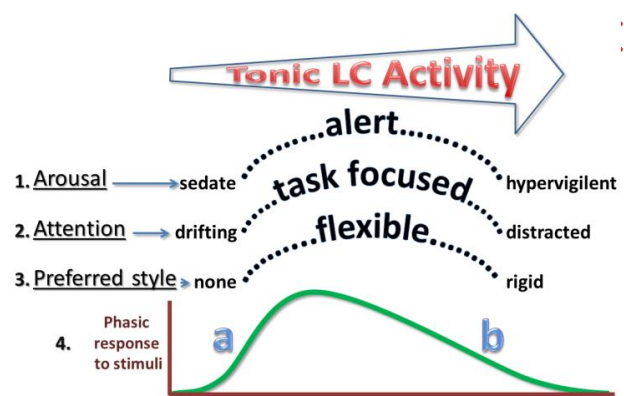 Tonic LC Activity
alert
1. Arousal sedate hypervigilent
task focused
2. Attention drifting distracted
flexible
3. Preferred style none rigid
4. Phasic response to stimuli
a b